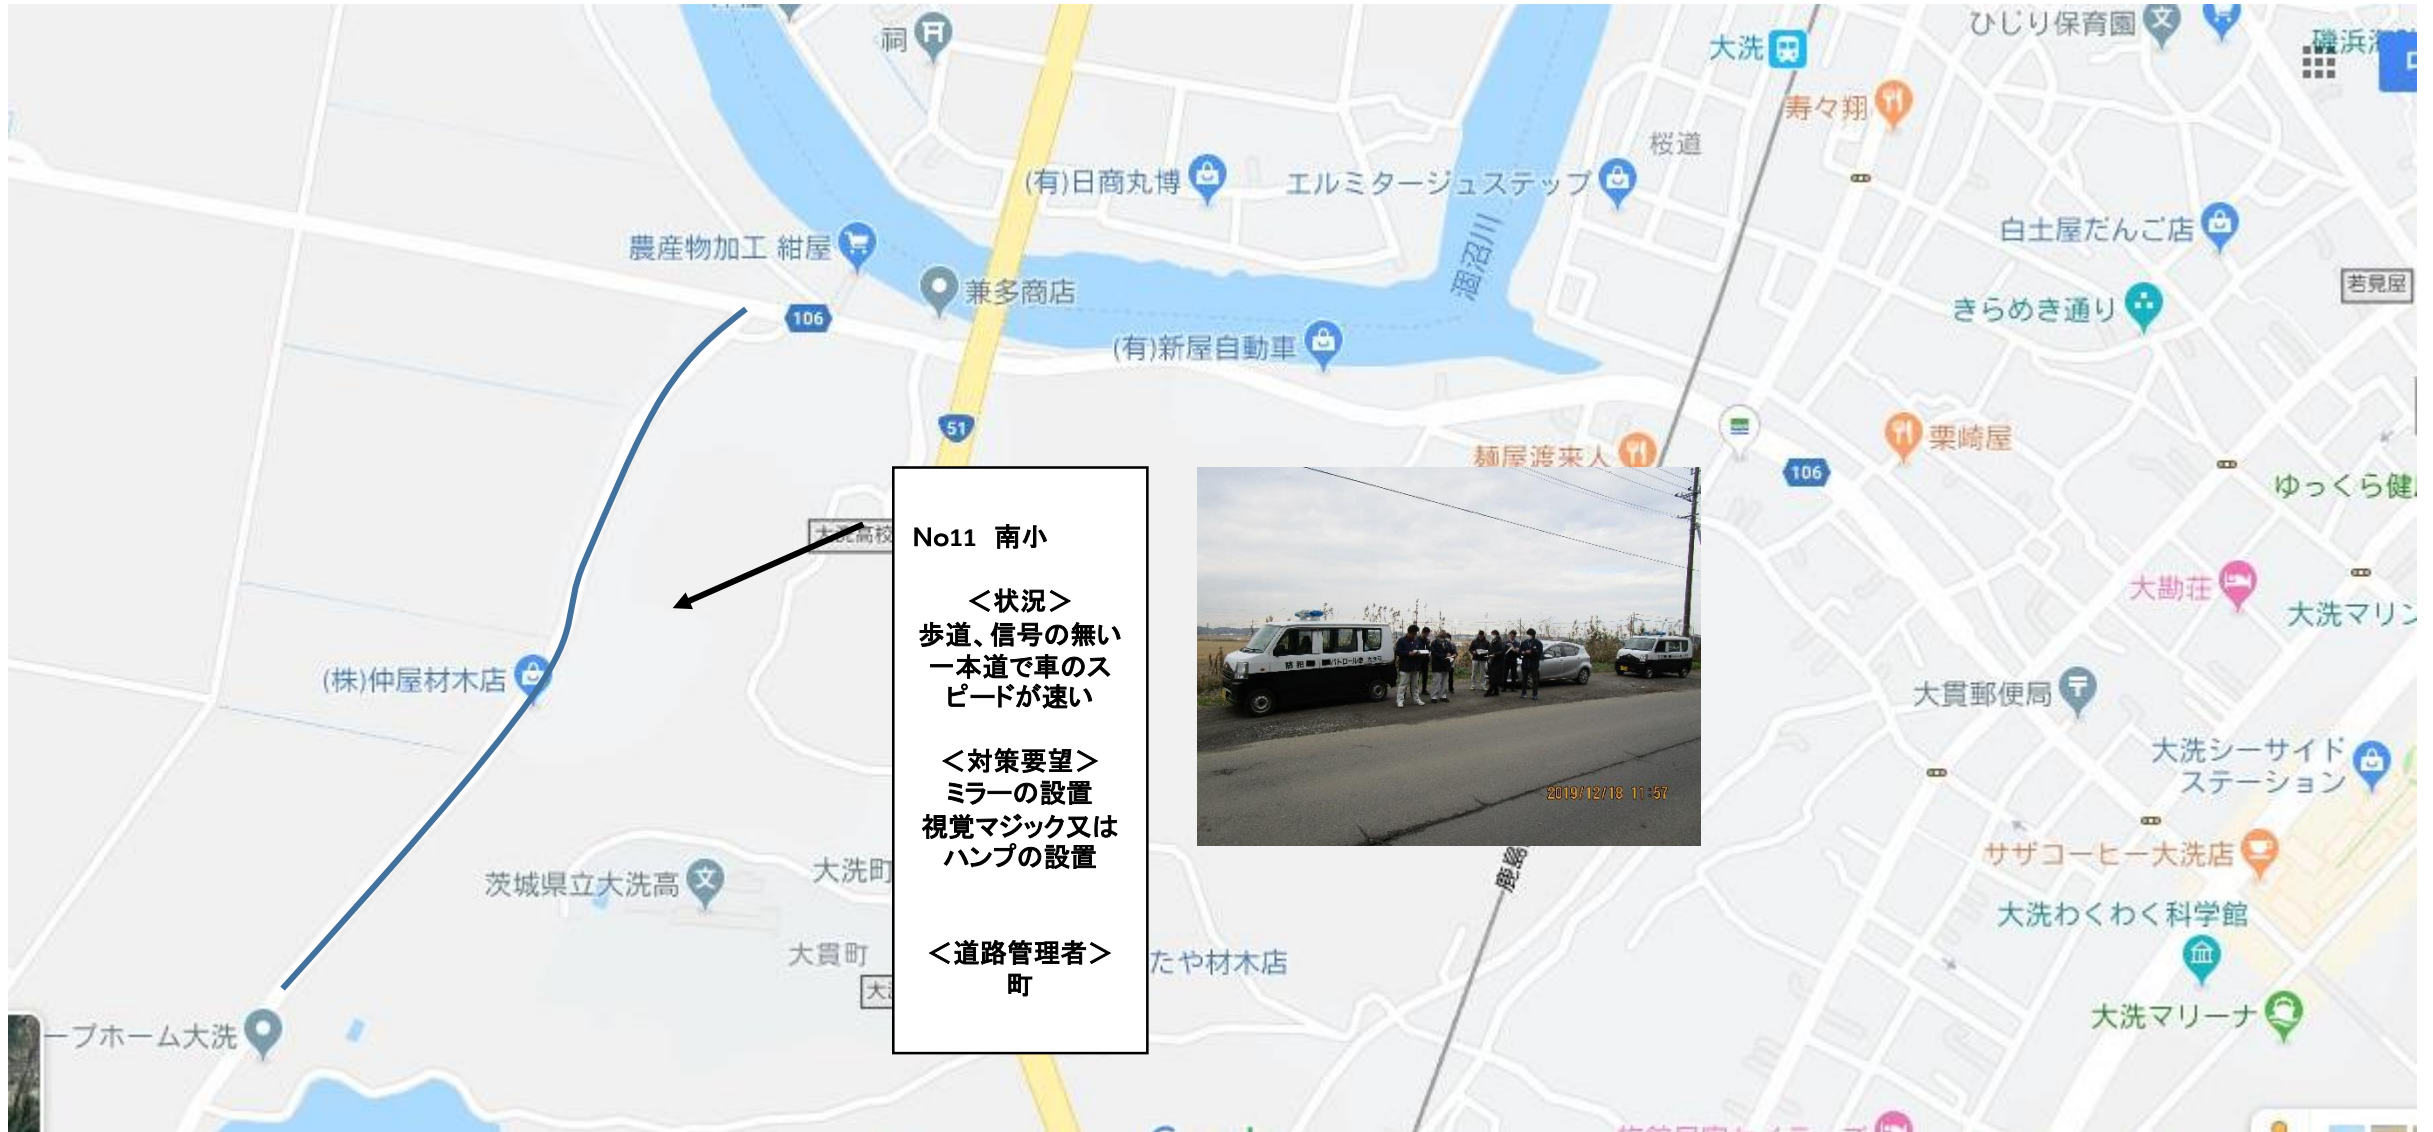 祠
大洗
ひじり保育園
磯浜
寿々翔
桜道
(有)日商丸博
エルミタージュステップ
涸沼川
白土屋だんご店
農産物加工 紺屋
兼多商店
若見屋
きらめき通り
106
(有)新屋自動車
51
麺屋渡来人
栗崎屋
106
ゆっくら健
大洗高校
No11 南小
＜状況＞
歩道、信号の無い
一本道で車のス
ピードが速い
＜対策要望＞
ミラーの設置
視覚マジック又は
ハンプの設置
＜道路管理者＞
町
2019/12/18 11:57
大勘荘
大洗マリン
(株)仲屋材木店
大貫郵便局
大洗シーサイド
ステーション
サザコーヒー大洗店
茨城県立大洗高
大洗町
鹿島
大洗わくわく科学館
大貫町
たや材木店
大洗マリーナ
ープホーム大洗